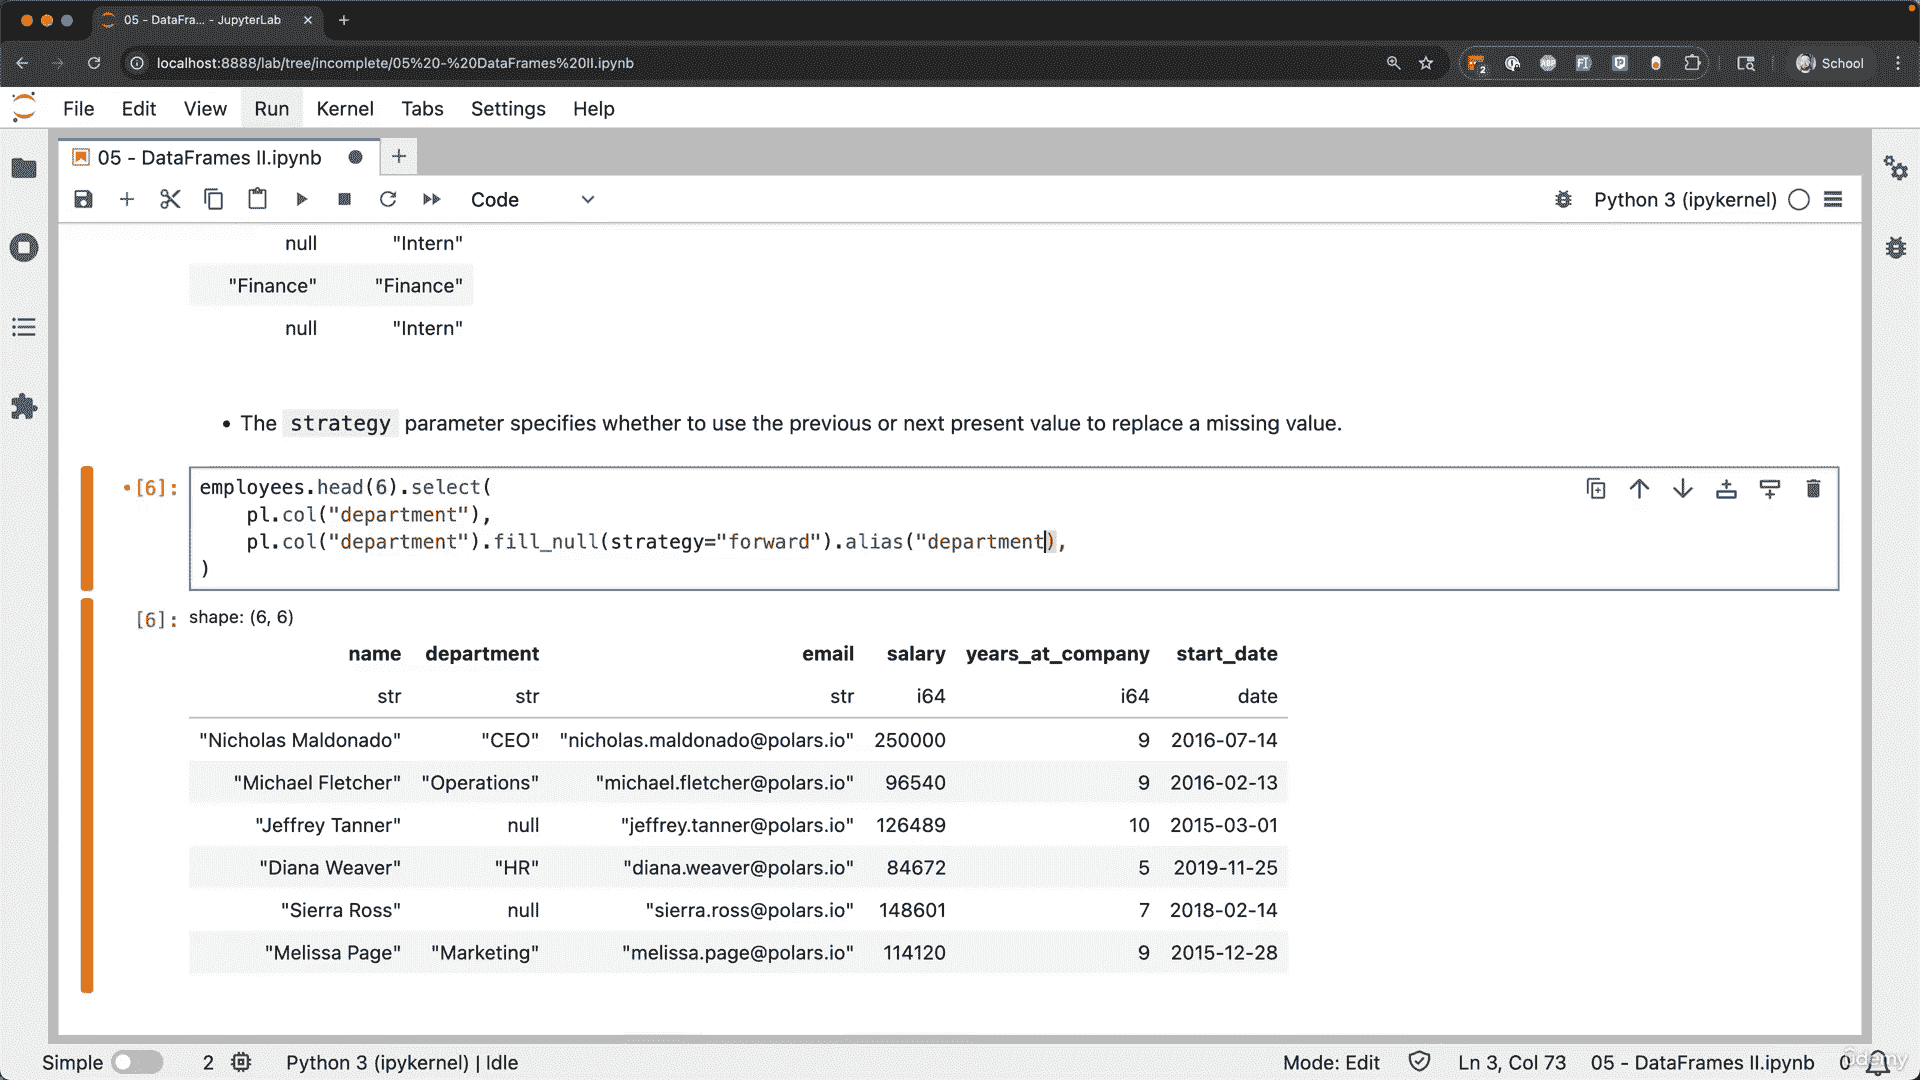 05 - DataFra... - JupyterLab
localhost:8888/lab/tree/incomplete/05%20-%20DataFrames%20II.ipynb
2
ABP
School
File Edit View Run Kernel Tabs Settings Help
05 - DataFrames II.ipynb
Code
Python 3 (ipykernel)
null "Intern"
"Finance" "Finance"
null "Intern"
• The strategy parameter specifies whether to use the previous or next present value to replace a missing value.
[6]: employees.head(6).select(
pl.col("department"),
pl.col("department").fill_null(strategy="forward").alias("department),
)
[6]: shape: (6, 6)
name department email salary years_at_company start_date
str str str i64 i64 date
"Nicholas Maldonado" "CEO" "nicholas.maldonado@polars.io" 250000 9 2016-07-14
"Michael Fletcher" "Operations" "michael.fletcher@polars.io" 96540 9 2016-02-13
"Jeffrey Tanner" null "jeffrey.tanner@polars.io" 126489 10 2015-03-01
"Diana Weaver" "HR" "diana.weaver@polars.io" 84672 5 2019-11-25
"Sierra Ross" null "sierra.ross@polars.io" 148601 7 2018-02-14
"Melissa Page" "Marketing" "melissa.page@polars.io" 114120 9 2015-12-28
Simple 2 Python 3 (ipykernel) | Idle Mode: Edit Ln 3, Col 73 05 - DataFrames II.ipynb 0
udemy